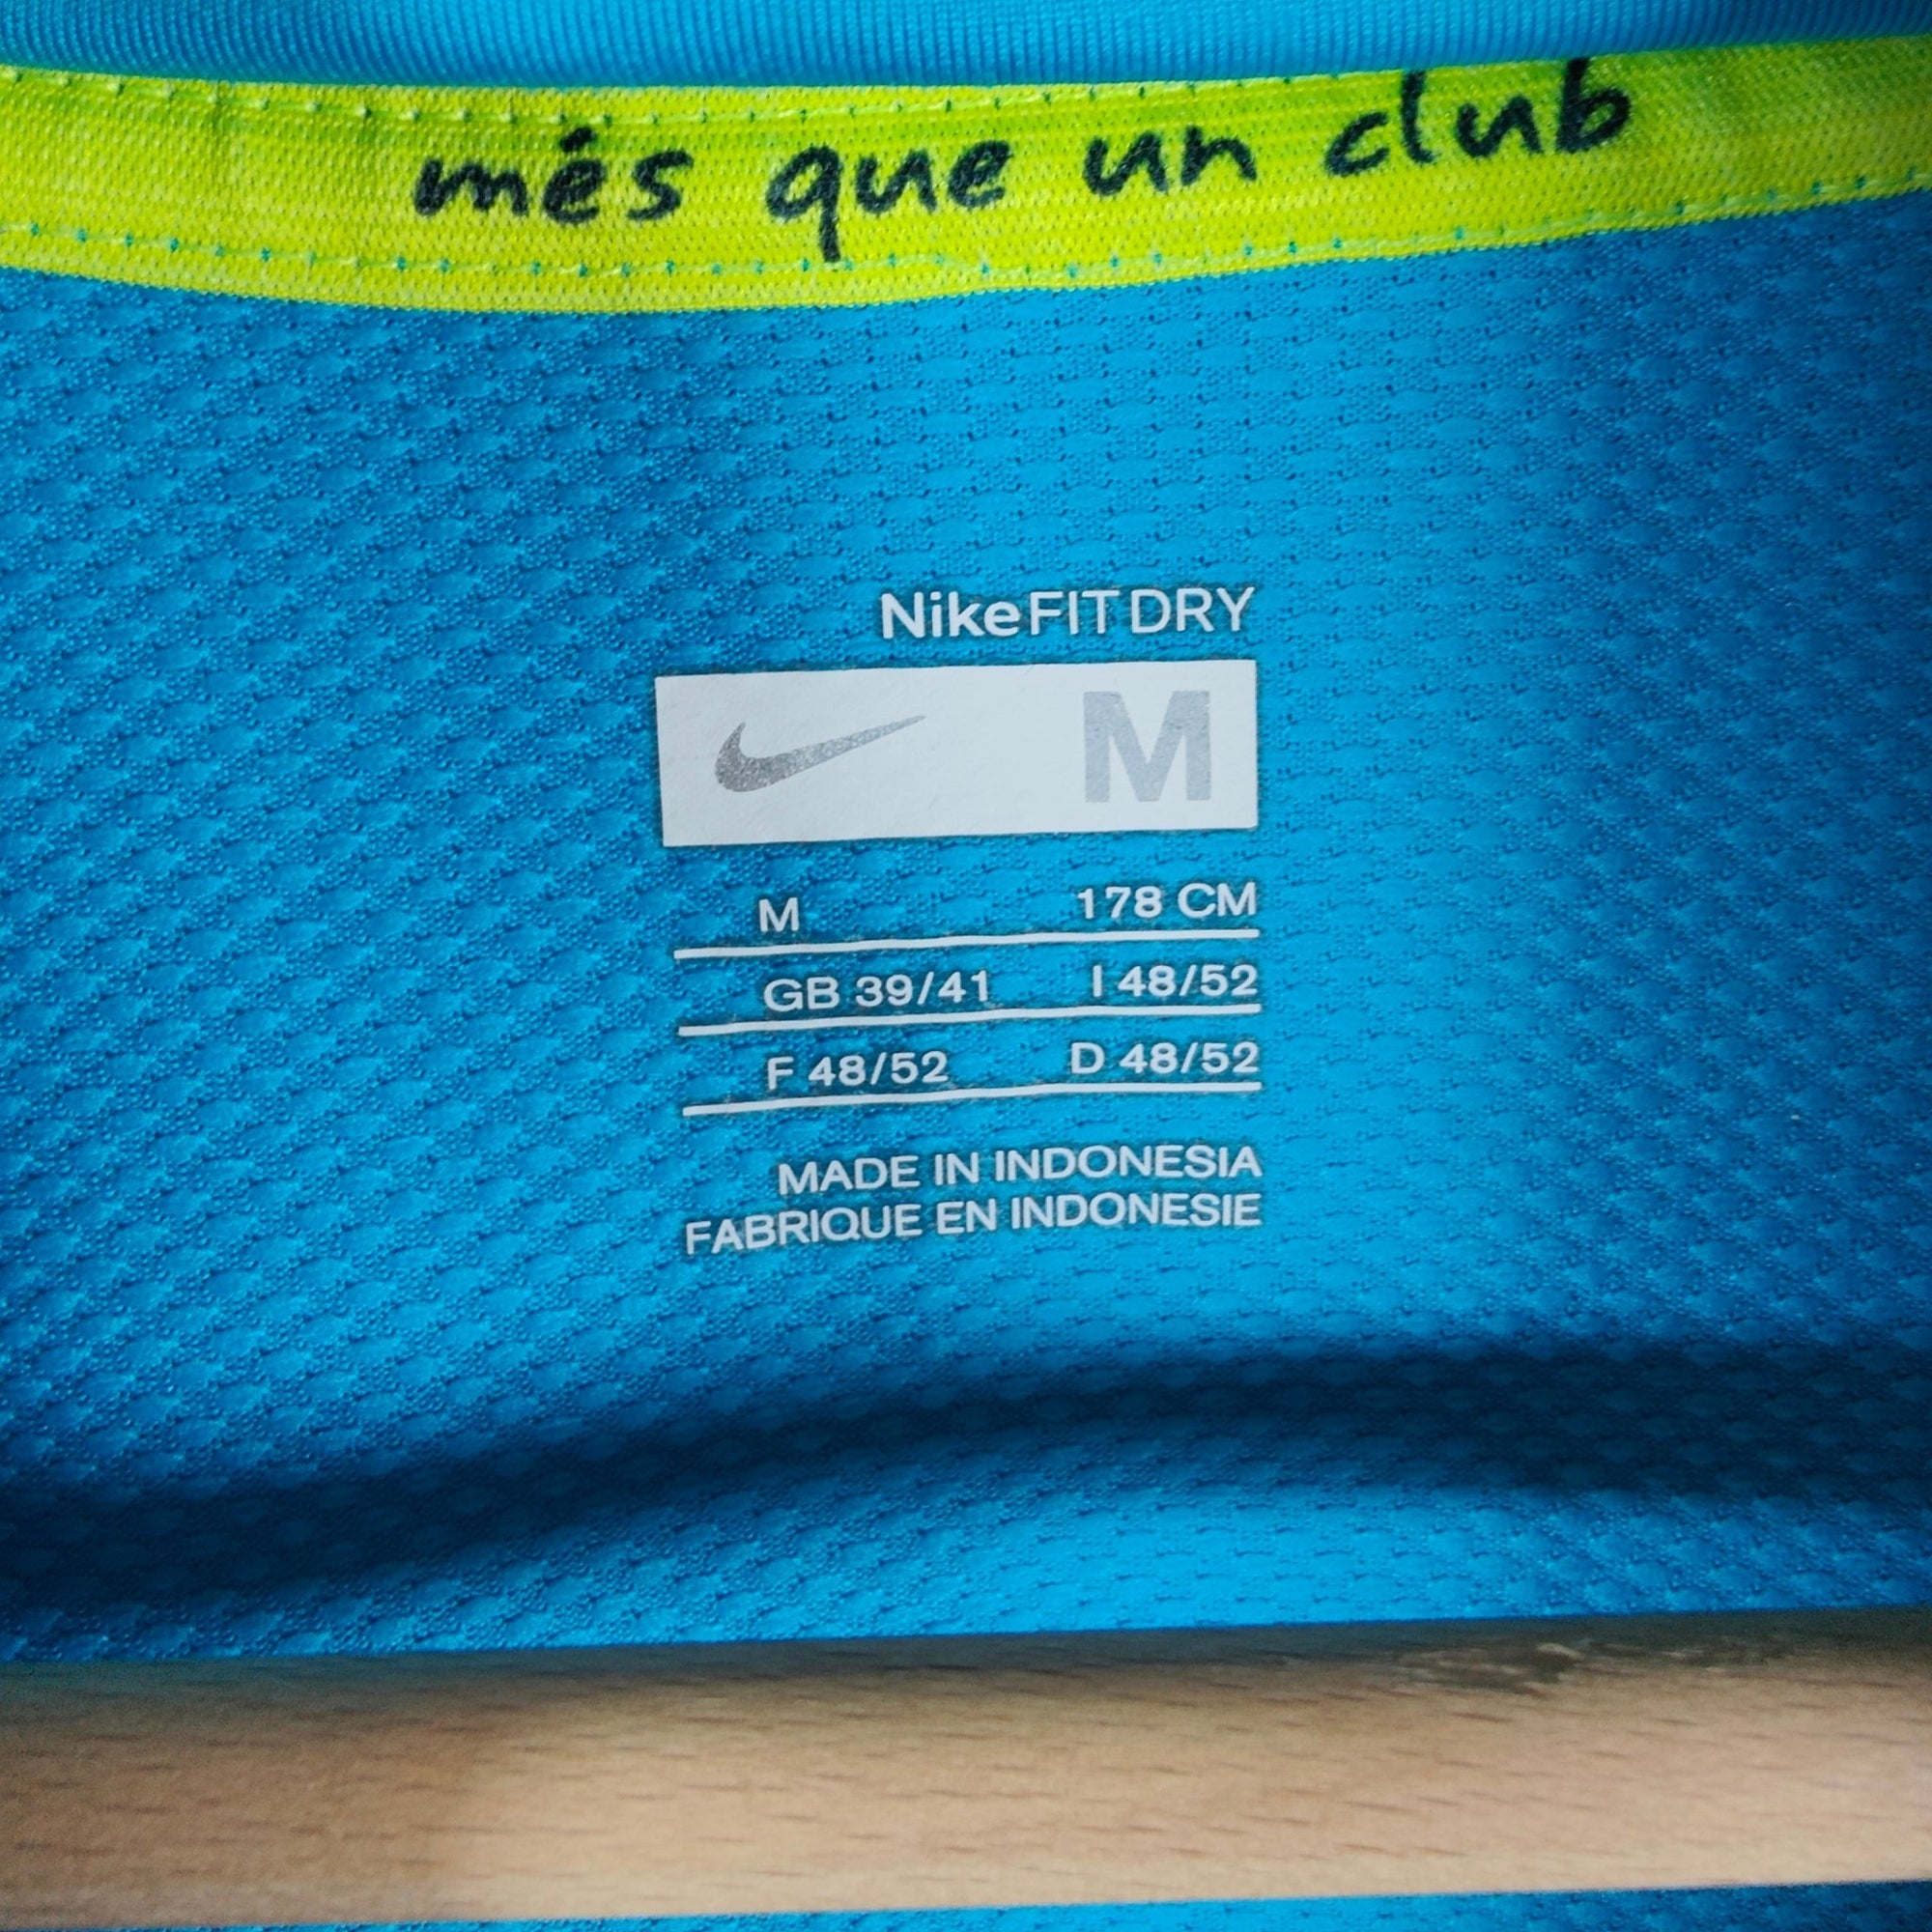 més que un club
NikeFIT DRY
M
M 178 CM
GB 39/41 I 48/52
F 48/52 D 48/52
MADE IN INDONESIA
FABRIQUE EN INDONESIE